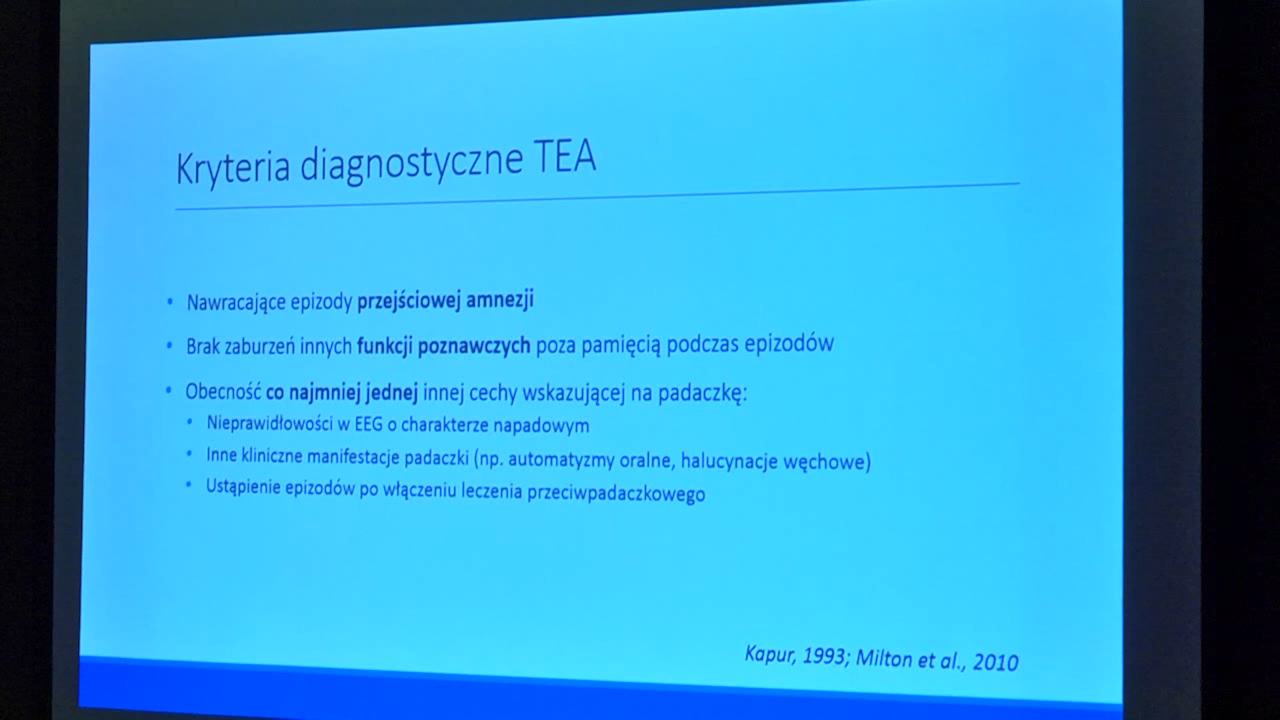 Kryteria diagnostyczne TEA
• Nawracające epizody przejściowej amnezji
• Brak zaburzeń innych funkcji poznawczych poza pamięcią podczas epizodów
• Obecność co najmniej jednej innej cechy wskazującej na padaczkę:
• Nieprawidłowości w EEG o charakterze napadowym
• Inne kliniczne manifestacje padaczki (np. automatyzmy oralne, halucynacje węchowe)
• Ustąpienie epizodów po włączeniu leczenia przeciwpadaczkowego
Kapur, 1993; Milton et al., 2010